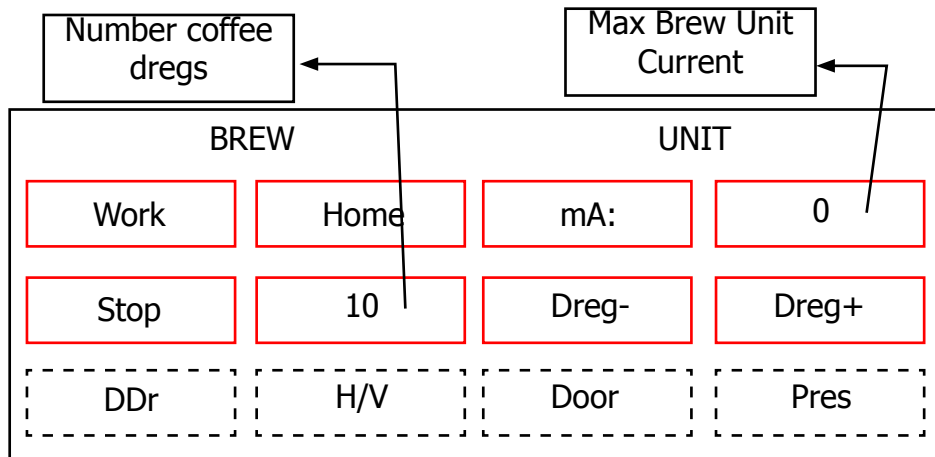 Number coffee
dregs
Max Brew Unit
Current
BREW UNIT
Work Home mA: 0
Stop 10 Dreg- Dreg+
DDr H/V Door Pres